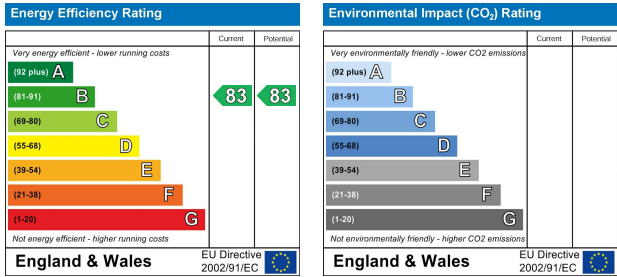 Energy Efficiency Rating
Current Potential
Very energy efficient - lower running costs
(92 plus) A
(81-91) B 83 83
(69-80) C
(55-68) D
(39-54) E
(21-38) F
(1-20) G
Not energy efficient - higher running costs
England & Wales
EU Directive
2002/91/EC
Environmental Impact (CO2) Rating
Current Potential
Very environmentally friendly - lower CO2 emissions
(92 plus) A
(81-91) B
(69-80) C
(55-68) D
(39-54) E
(21-38) F
(1-20) G
Not environmentally friendly - higher CO2 emissions
England & Wales
EU Directive
2002/91/EC